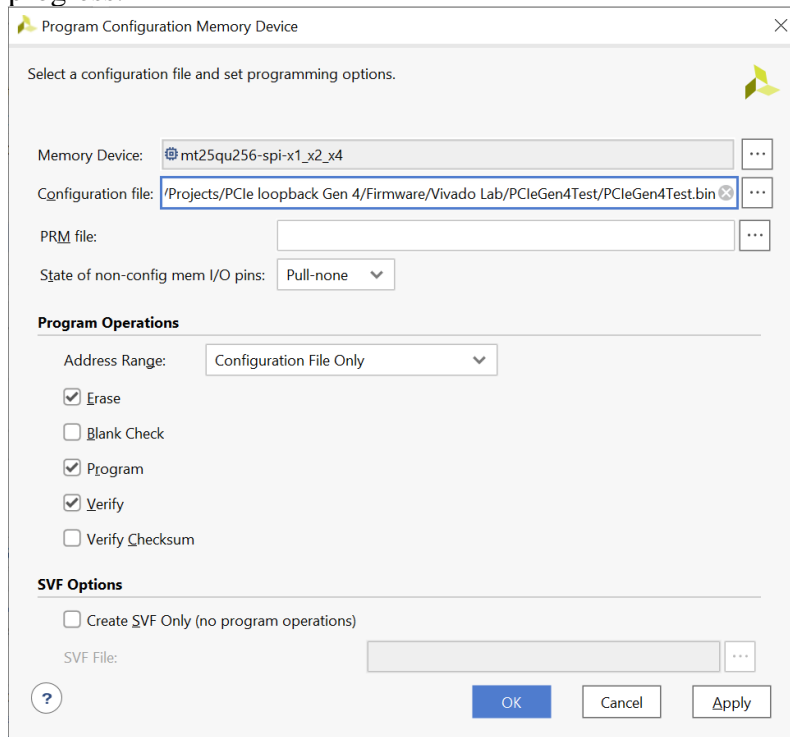 progress.
Program Configuration Memory Device
Select a configuration file and set programming options.
Memory Device: mt25qu256-spi-x1_x2_x4 ...
Configuration file: /Projects/PCIe loopback Gen 4/Firmware/Vivado Lab/PCIeGen4Test/PCIeGen4Test.bin ...
PRM file: ...
State of non-config mem I/O pins: Pull-none
Program Operations
Address Range: Configuration File Only
Erase
Blank Check
Program
Verify
Verify Checksum
SVF Options
Create SVF Only (no program operations)
SVF File: ...
? OK Cancel Apply